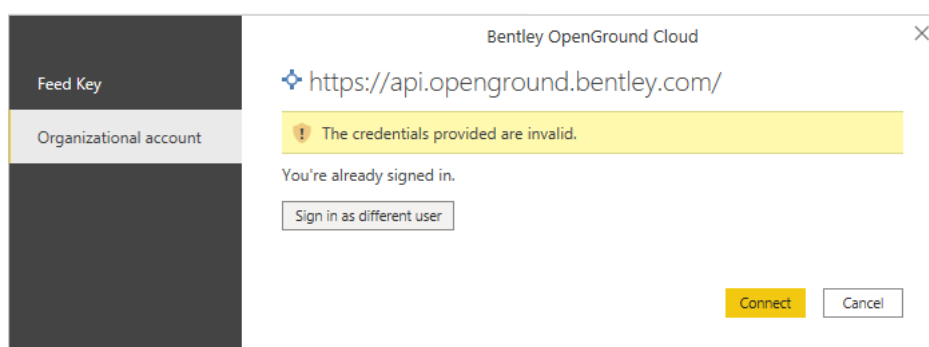 Bentley OpenGround Cloud
Feed Key
Organizational account
https://api.openground.bentley.com/
The credentials provided are invalid.
You're already signed in.
Sign in as different user
Connect
Cancel